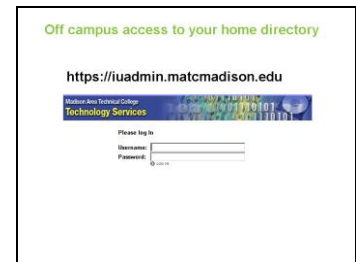 Off campus access to your home directory
https://iuadmin.matcmadison.edu
Madison Area Technical College
Technology Services
Please log in
Username:
Password: